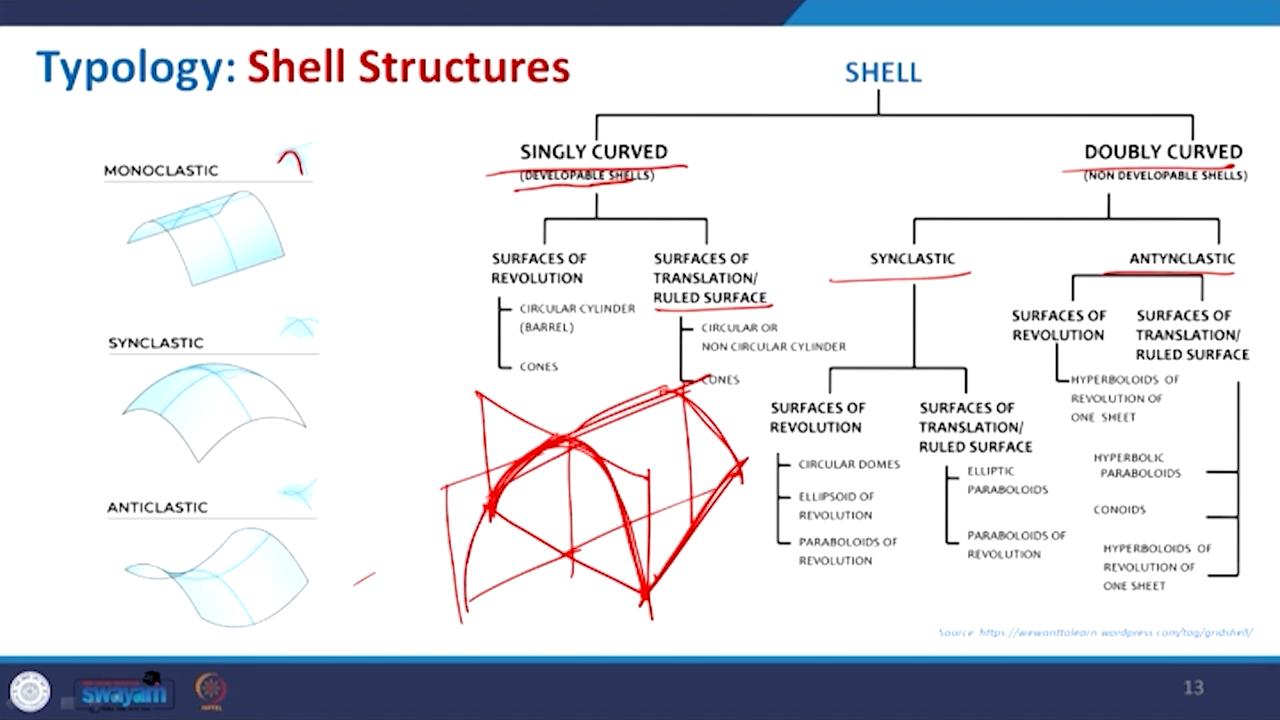 Typology: Shell Structures
SHELL
MONOCLASTIC
SYNCLASTIC
ANTICLASTIC
SINGLY CURVED
(DEVELOPABLE SHELLS)
SURFACES OF
REVOLUTION
CIRCULAR CYLINDER
(BARREL)
CONES
SURFACES OF
TRANSLATION/
RULED SURFACE
CIRCULAR OR
NON CIRCULAR CYLINDER
CONES
DOUBLY CURVED
(NON DEVELOPABLE SHELLS)
SYNCLASTIC
SURFACES OF
REVOLUTION
CIRCULAR DOMES
ELLIPSOID OF
REVOLUTION
PARABOLOIDS OF
REVOLUTION
SURFACES OF
TRANSLATION/
RULED SURFACE
ELLIPTIC
PARABOLOIDS
PARABOLOIDS OF
REVOLUTION
ANTYNCLASTIC
SURFACES OF
REVOLUTION
HYPERBOLOIDS OF
REVOLUTION OF
ONE SHEET
SURFACES OF
TRANSLATION/
RULED SURFACE
HYPERBOLIC
PARABOLOIDS
CONOIDS
HYPERBOLOIDS OF
REVOLUTION OF
ONE SHEET
Source https://wewanttolearn.wordpress.com/tag/gridshell/
swayam
13